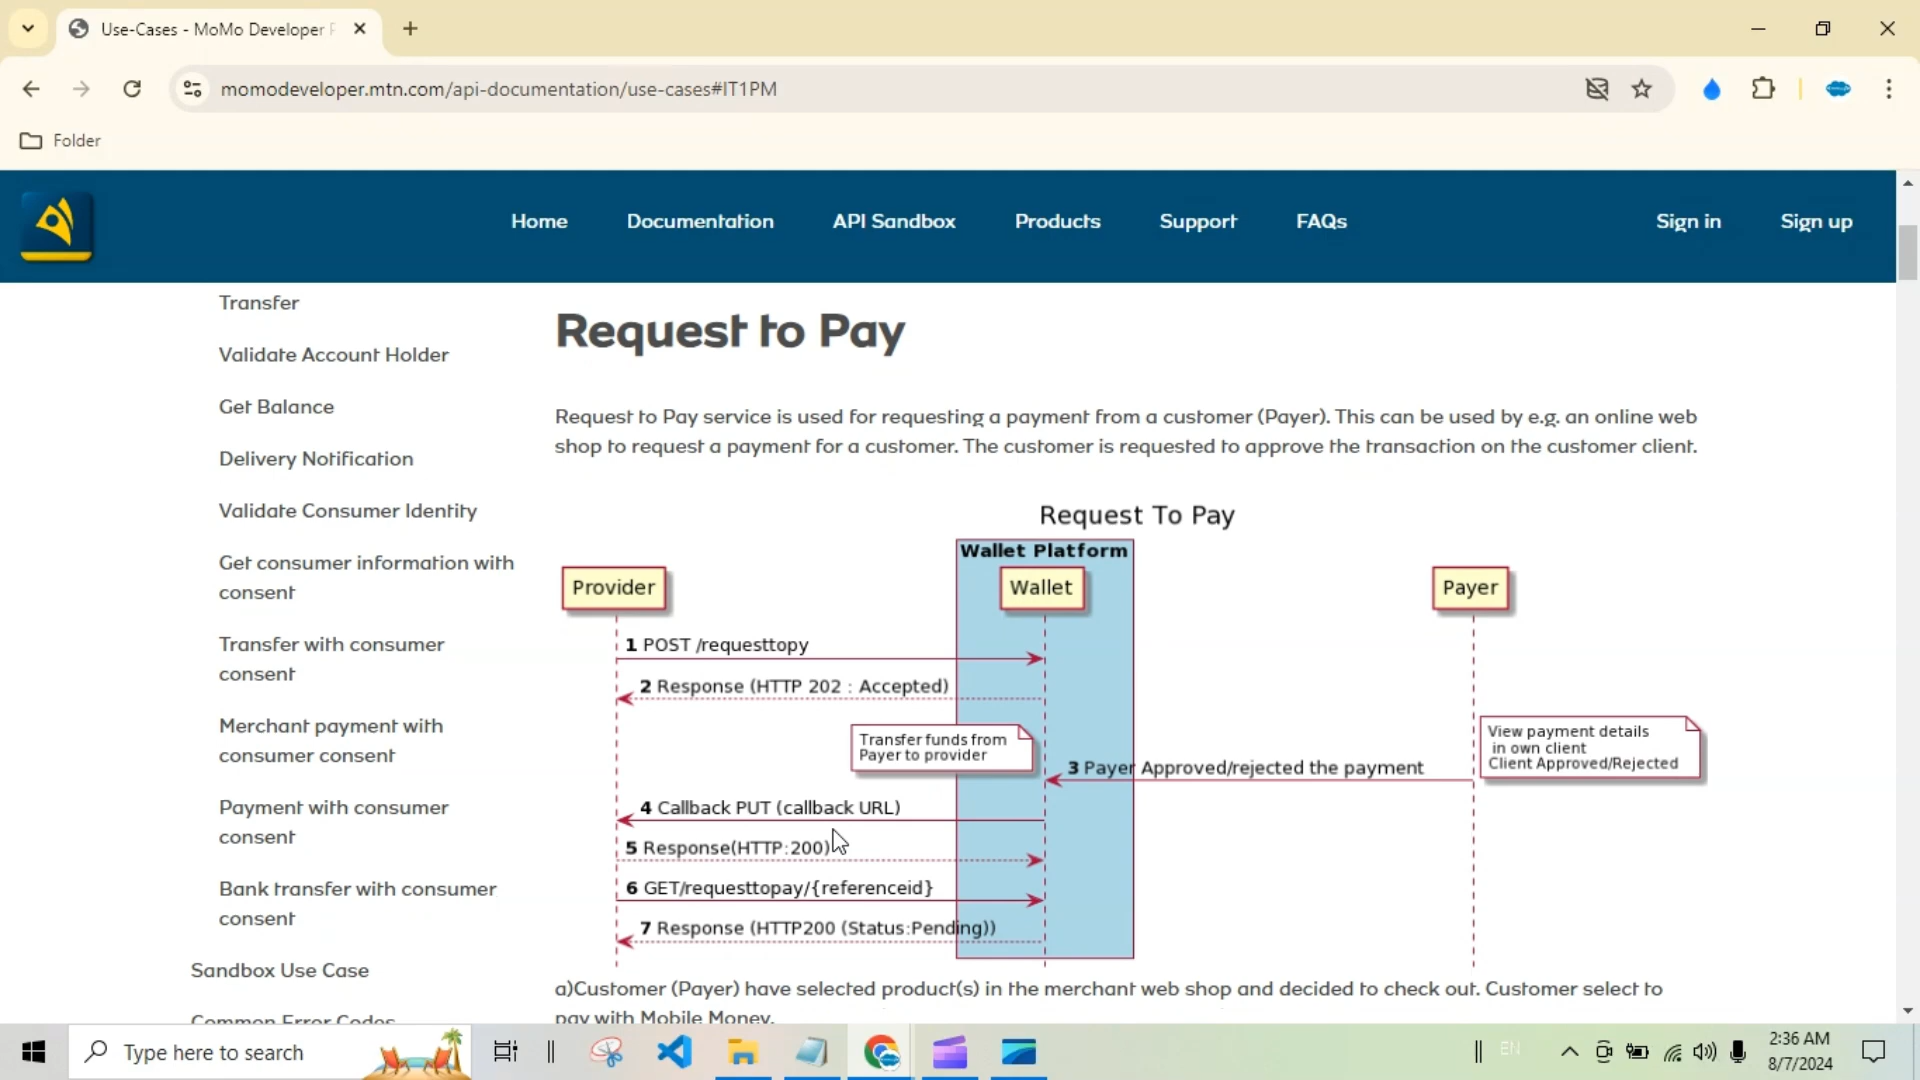 Use-Cases - MoMo Developer
momodeveloper.mtn.com/api-documentation/use-cases#IT1PM
Folder
Home
Documentation
API Sandbox
Products
Support
FAQs
Sign in
Sign up
Transfer
Validate Account Holder
Get Balance
Delivery Notification
Validate Consumer Identity
Get consumer information with
consent
Transfer with consumer
consent
Merchant payment with
consumer consent
Payment with consumer
consent
Bank transfer with consumer
consent
Sandbox Use Case
Common Error Codes
Request to Pay
Request to Pay service is used for requesting a payment from a customer (Payer). This can be used by e.g. an online web
shop to request a payment for a customer. The customer is requested to approve the transaction on the customer client.
Request To Pay
Wallet Platform
Provider
Wallet
Payer
1 POST /requesttopy
2 Response (HTTP 202 : Accepted)
Transfer funds from
Payer to provider
3 Payer Approved/rejected the payment
View payment details
in own client
Client Approved/Rejected
4 Callback PUT (callback URL)
5 Response(HTTP:200)
6 GET/requesttopay/{referenceid}
7 Response (HTTP200 (Status:Pending))
a)Customer (Payer) have selected product(s) in the merchant web shop and decided to check out. Customer select to
pay with Mobile Money.
Type here to search
EN
2:36 AM
8/7/2024